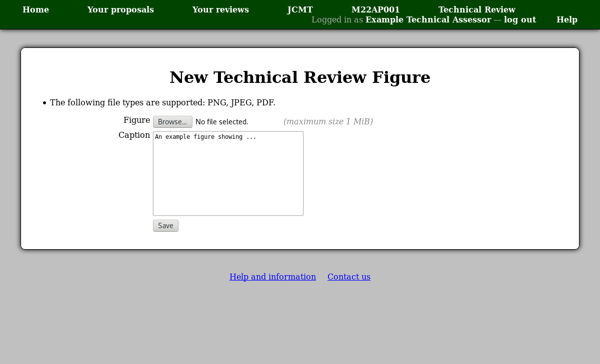 Home Your proposals Your reviews JCMT M22AP001 Technical Review
Logged in as Example Technical Assessor — log out Help
New Technical Review Figure
• The following file types are supported: PNG, JPEG, PDF.
Figure Browse... No file selected. (maximum size 1 MiB)
Caption An example figure showing ...
Save
Help and information Contact us